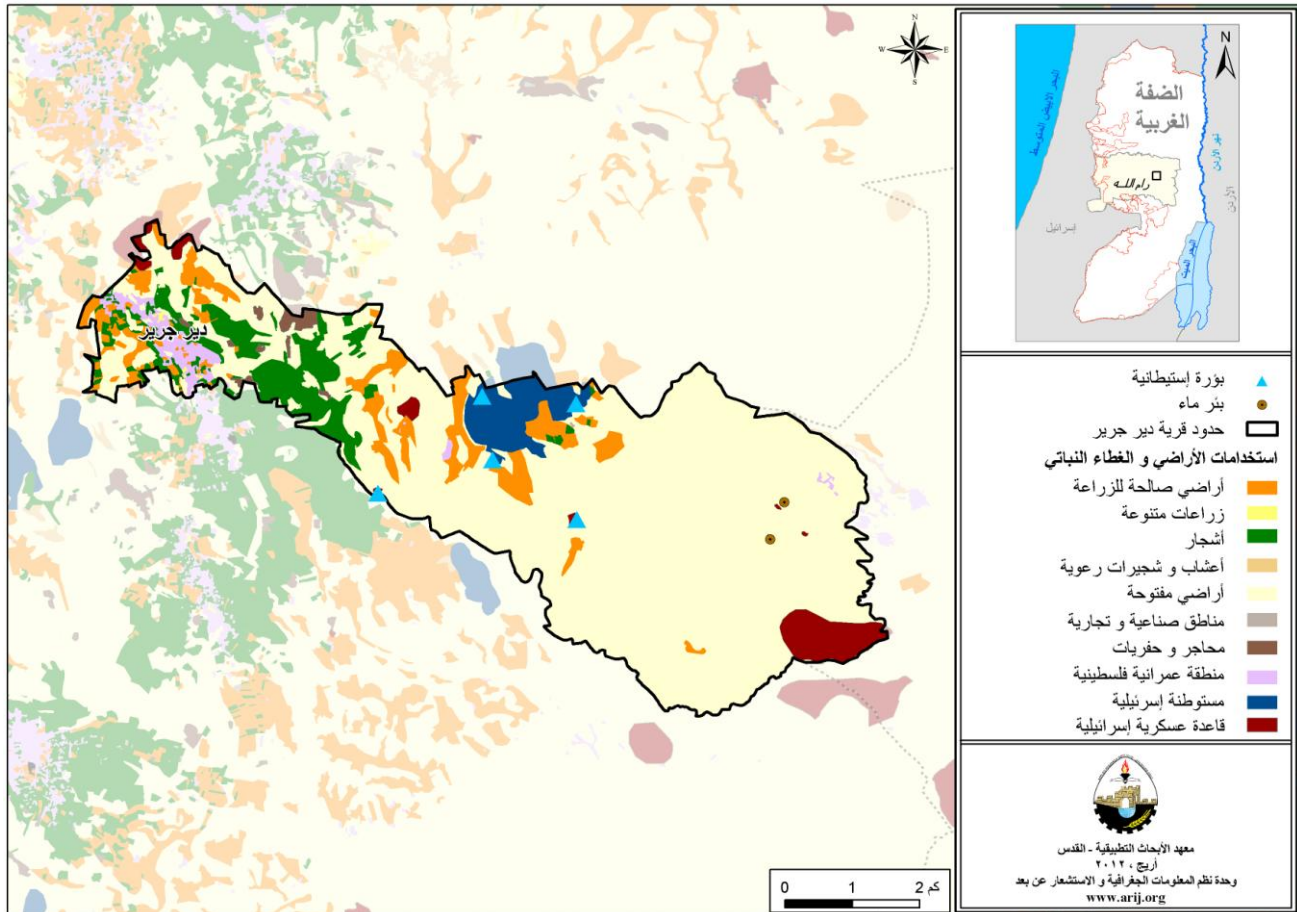 N
W
E
S
دير جرير
0 1 2 كم
N
البحر الأبيض المتوسط
الضفة
الغربية
نهر الأردن
رام الله
الأردن
إسرائيل
البحر الميت
بؤرة إستيطانية
بئر ماء
حدود قرية دير جرير
استخدامات الأراضي و الغطاء النباتي
أراضي صالحة للزراعة
زراعات متنوعة
أشجار
أعشاب و شجيرات رعوية
أراضي مفتوحة
مناطق صناعية و تجارية
محاجر و حفريات
منطقة عمرانية فلسطينية
مستوطنة إسرئيلية
قاعدة عسكرية إسرائيلية
معهد الأبحاث التطبيقية - القدس
أريج ، ٢٠١٢
وحدة نظم المعلومات الجغرافية و الاستشعار عن بعد
www.arij.org